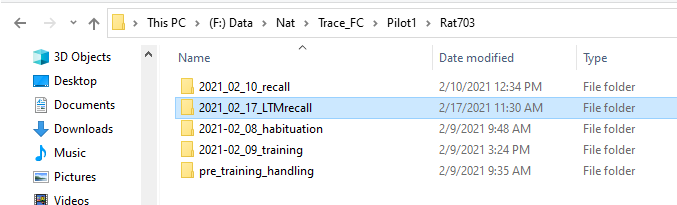 This PC > (F:) Data > Nat > Trace_FC > Pilot1 > Rat703
3D Objects
Desktop
Documents
Downloads
Music
Pictures
Videos
Name Date modified Type
2021_02_10_recall 2/10/2021 12:34 PM File folder
2021_02_17_LTMrecall 2/17/2021 11:30 AM File folder
2021-02_08_habituation 2/9/2021 9:48 AM File folder
2021-02_09_training 2/9/2021 3:24 PM File folder
pre_training_handling 2/9/2021 9:35 AM File folder